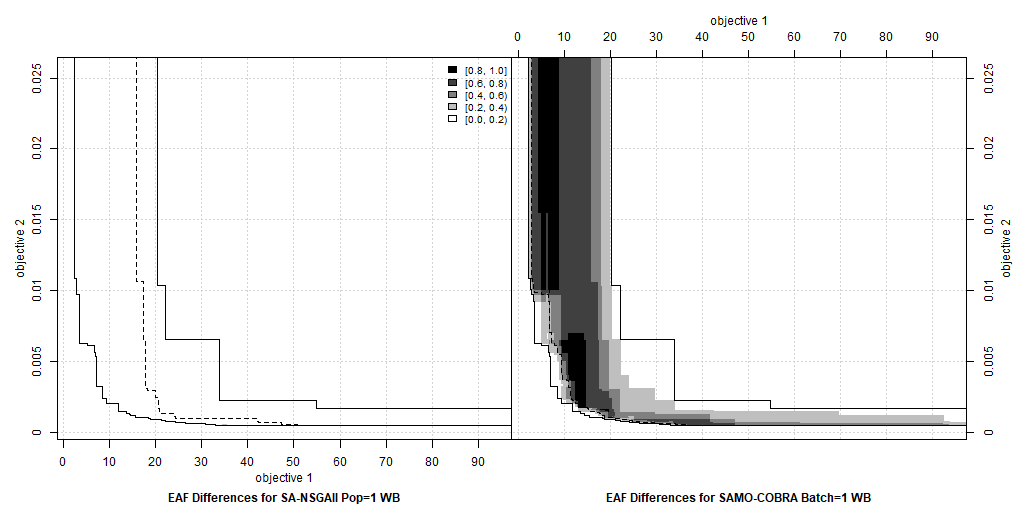 objective 1
0 10 20 30 40 50 60 70 80 90
0.025
0.02
0.015
0.01
0.005
0
objective 2
[0.8, 1.0]
[0.6, 0.8)
[0.4, 0.6)
[0.2, 0.4)
[0.0, 0.2)
0.025
0.02
0.015
0.01
0.005
0
objective 2
0 10 20 30 40 50 60 70 80 90
objective 1
EAF Differences for SA-NSGAII Pop=1 WB
EAF Differences for SAMO-COBRA Batch=1 WB